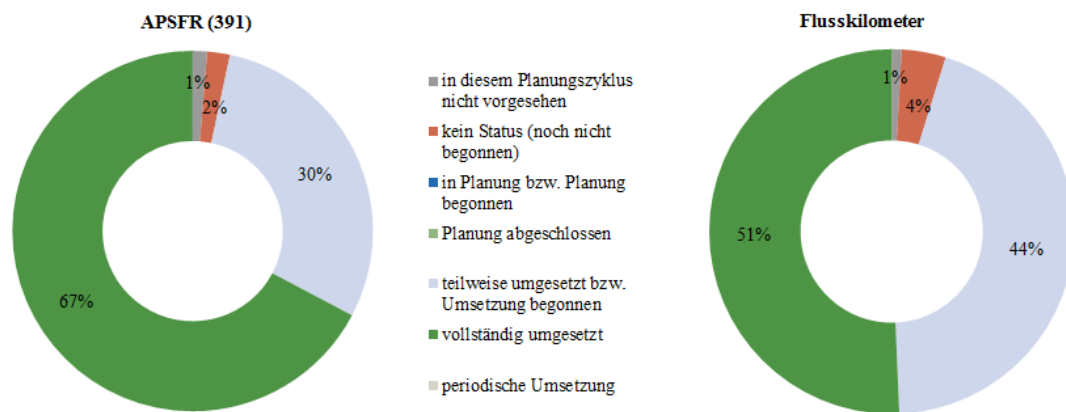 APSFR (391)
1%
2%
30%
67%
in diesem Planungszyklus
nicht vorgesehen
kein Status (noch nicht
begonnen)
in Planung bzw. Planung
begonnen
Planung abgeschlossen
teilweise umgesetzt bzw.
Umsetzung begonnen
vollständig umgesetzt
periodische Umsetzung
Flusskilometer
1%
4%
51%
44%